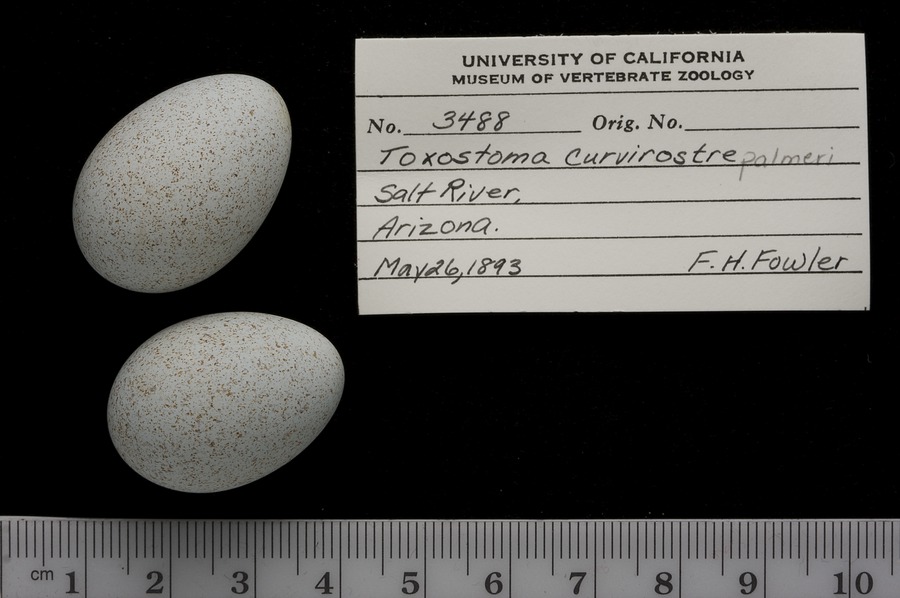 UNIVERSITY OF CALIFORNIA
MUSEUM OF VERTEBRATE ZOOLOGY
No. 3488 Orig. No.
Toxostoma curvirostre palmeri
Salt River,
Arizona.
May 26, 1893 F. H. Fowler
cm 1 2 3 4 5 6 7 8 9 10